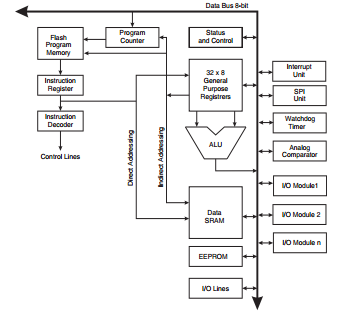 Data Bus 8-bit
Flash
Program
Memory
Program
Counter
Status
and Control
Instruction
Register
32 x 8
General
Purpose
Registrers
Interrupt
Unit
SPI
Unit
Instruction
Decoder
Watchdog
Timer
Direct Addressing
Indirect Addressing
ALU
Analog
Comparator
Control Lines
I/O Module1
Data
SRAM
I/O Module 2
I/O Module n
EEPROM
I/O Lines